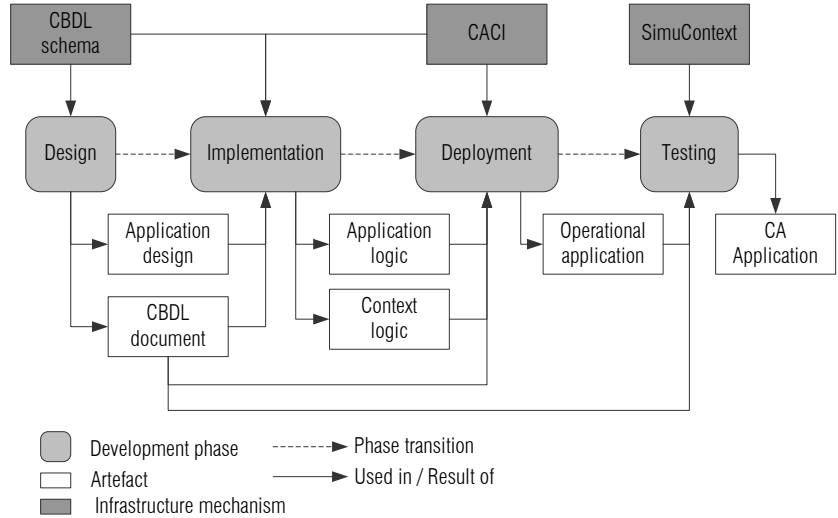 CBDL
schema
CACI
SimuContext
Design
Implementation
Deployment
Testing
Application
design
Application
logic
Operational
application
CA
Application
CBDL
document
Context
logic
Development phase
Phase transition
Artefact
Used in / Result of
Infrastructure mechanism